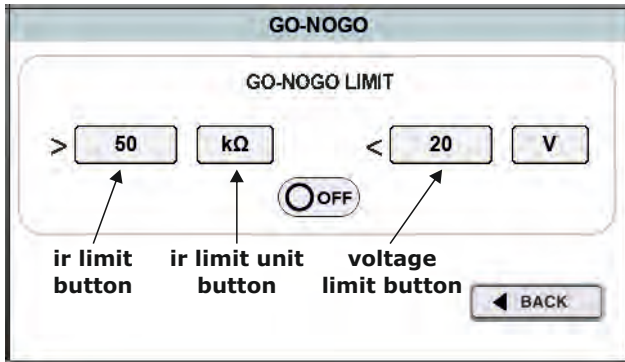 GO-NOGO
GO-NOGO LIMIT
> 50 kΩ < 20 V
OFF
ir limit button
ir limit unit button
voltage limit button
◀ BACK